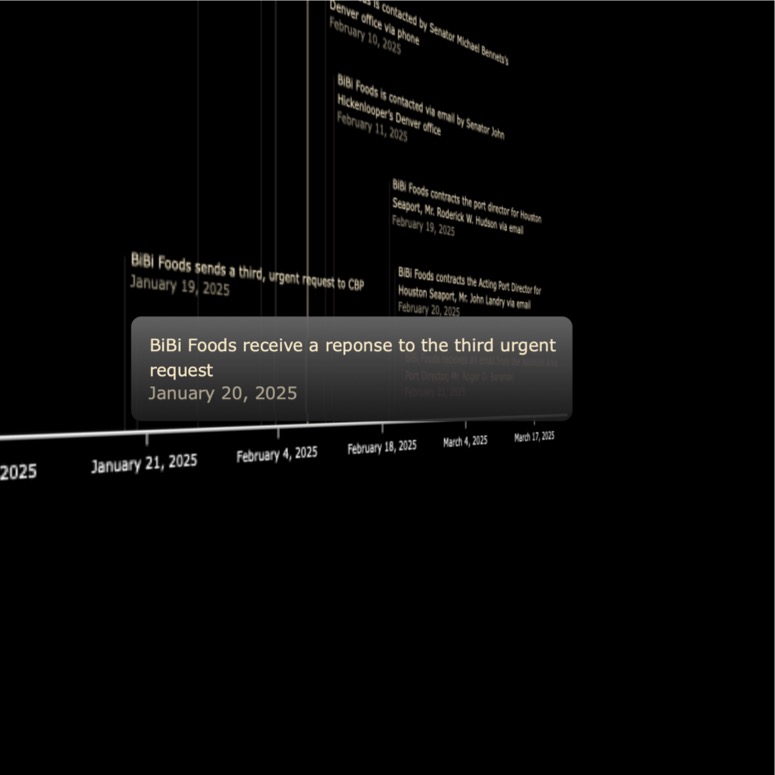 is contacted by Senator Michael Bennets's
Denver office via phone
February 10, 2025
BiBi Foods is contacted via email by Senator John
Hickenlooper's Denver office
February 11, 2025
BiBi Foods contracts the port director for Houston
Seaport, Mr. Roderick W. Hudson via email
February 19, 2025
BiBi Foods sends a third, urgent request to CBP
January 19, 2025
BiBi Foods contracts the Acting Port Director for
Houston Seaport, Mr. John Landry via email
February 20, 2025
BiBi Foods receive a reponse to the third urgent
request
January 20, 2025
2025
January 21, 2025
February 4, 2025
February 18, 2025
March 4, 2025
March 17, 2025